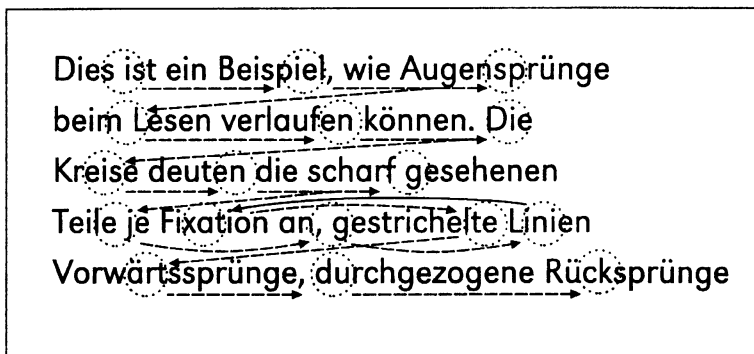 Dies ist ein Beispiel, wie Augensprünge
beim Lesen verlaufen können. Die
Kreise deuten die scharf gesehenen
Teile je Fixation an, gestrichelte Linien
Vorwärtssprünge, durchgezogene Rücksprünge